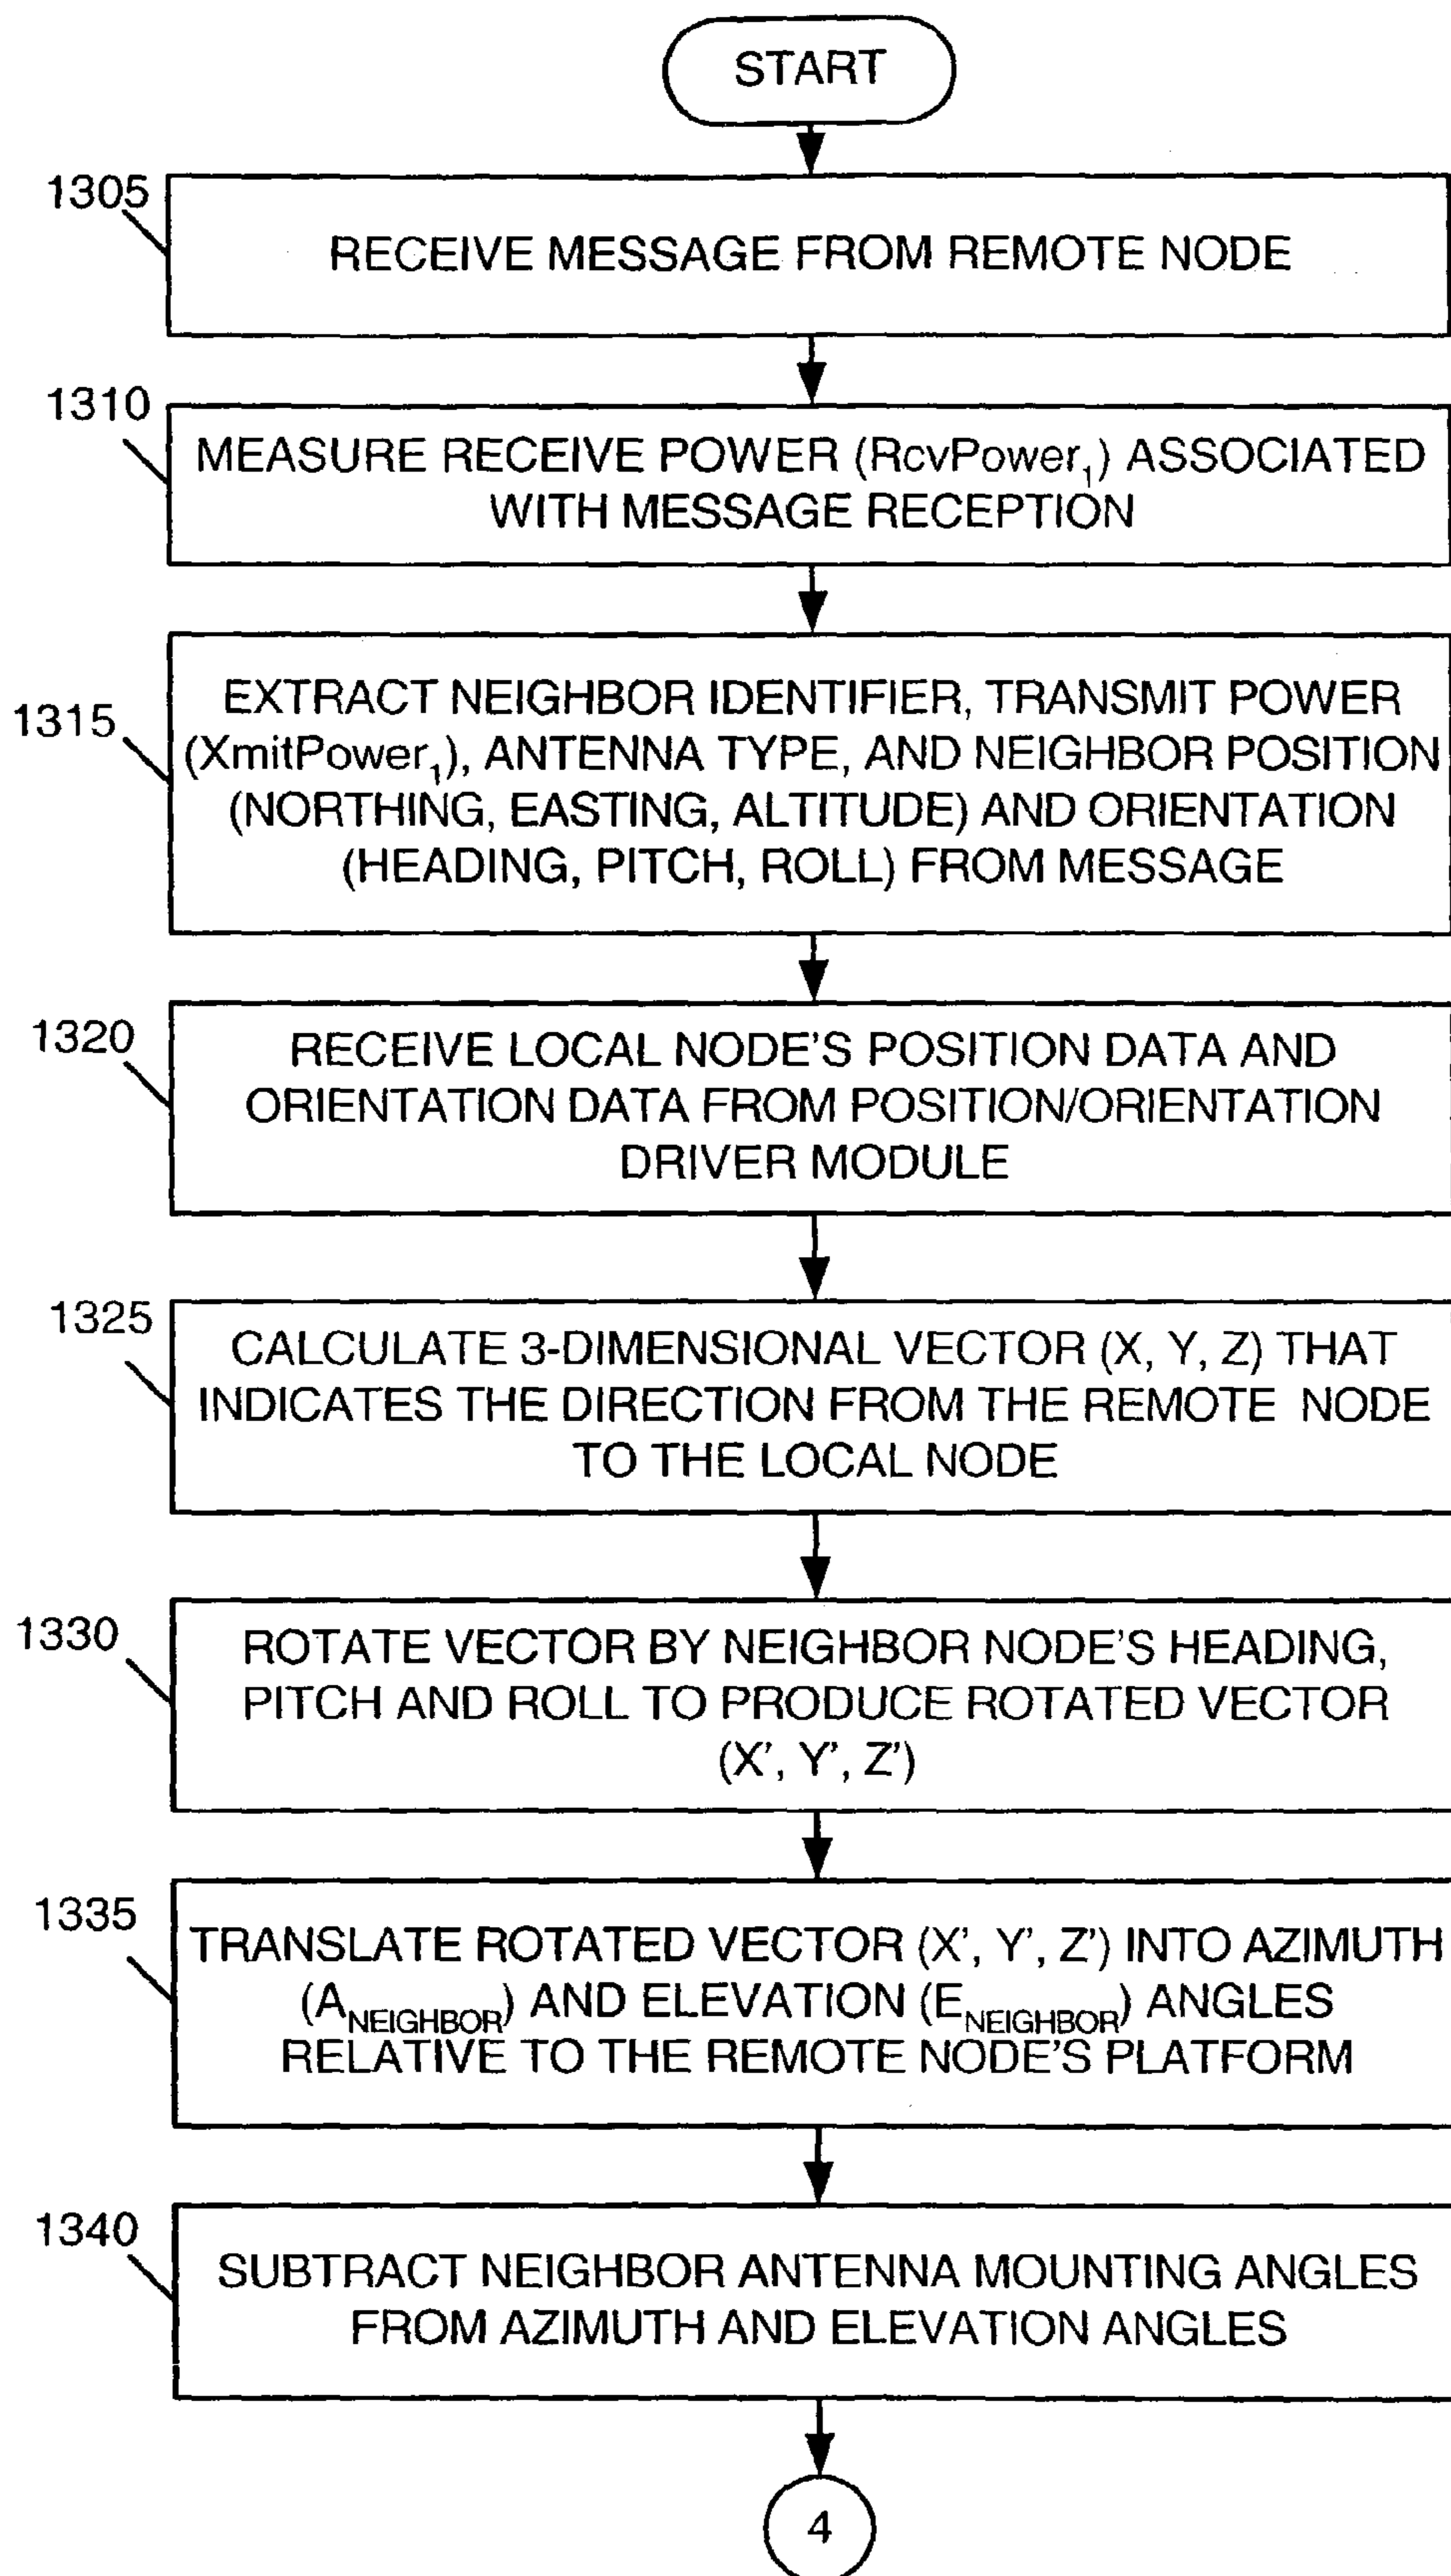 START
1305
RECEIVE MESSAGE FROM REMOTE NODE
1310
MEASURE RECEIVE POWER (RcvPower₁) ASSOCIATED
WITH MESSAGE RECEPTION
1315
EXTRACT NEIGHBOR IDENTIFIER, TRANSMIT POWER
(XmitPower₁), ANTENNA TYPE, AND NEIGHBOR POSITION
(NORTHING, EASTING, ALTITUDE) AND ORIENTATION
(HEADING, PITCH, ROLL) FROM MESSAGE
1320
RECEIVE LOCAL NODE'S POSITION DATA AND
ORIENTATION DATA FROM POSITION/ORIENTATION
DRIVER MODULE
1325
CALCULATE 3-DIMENSIONAL VECTOR (X, Y, Z) THAT
INDICATES THE DIRECTION FROM THE REMOTE NODE
TO THE LOCAL NODE
1330
ROTATE VECTOR BY NEIGHBOR NODE'S HEADING,
PITCH AND ROLL TO PRODUCE ROTATED VECTOR
(X', Y', Z')
1335
TRANSLATE ROTATED VECTOR (X', Y', Z') INTO AZIMUTH
(A_NEIGHBOR) AND ELEVATION (E_NEIGHBOR) ANGLES
RELATIVE TO THE REMOTE NODE'S PLATFORM
1340
SUBTRACT NEIGHBOR ANTENNA MOUNTING ANGLES
FROM AZIMUTH AND ELEVATION ANGLES
4